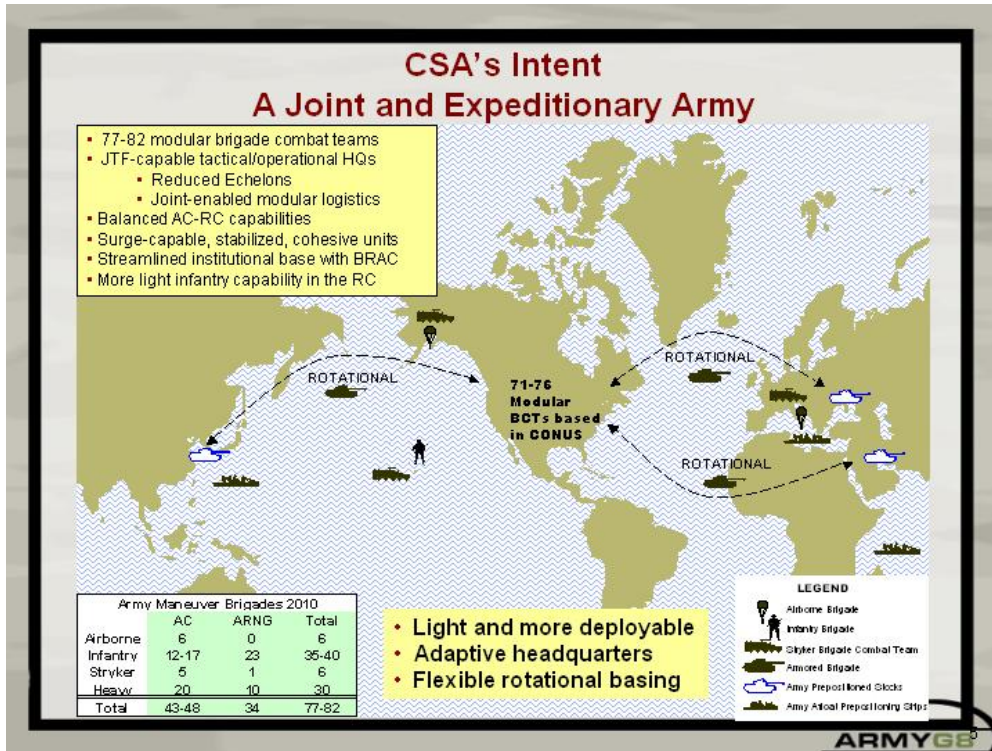 CSA's Intent
A Joint and Expeditionary Army
• 77-82 modular brigade combat teams
• JTF-capable tactical/operational HQs
• Reduced Echelons
• Joint-enabled modular logistics
• Balanced AC-RC capabilities
• Surge-capable, stabilized, cohesive units
• Streamlined institutional base with BRAC
• More light infantry capability in the RC
ROTATIONAL
71-76
Modular
BCTs based
in CONUS
ROTATIONAL
ROTATIONAL
Army Maneuver Brigades 2010
AC ARNG Total
Airborne 6 0 6
Infantry 12-17 23 35-40
Stryker 5 1 6
Heavy 20 10 30
Total 43-48 34 77-82
• Light and more deployable
• Adaptive headquarters
• Flexible rotational basing
LEGEND
Airborne Brigade
Infantry Brigade
Stryker Brigade Combat Team
Armored Brigade
Army Prepositioned Stocks
Army Afloat Prepositioning Ships
ARMYG8
5